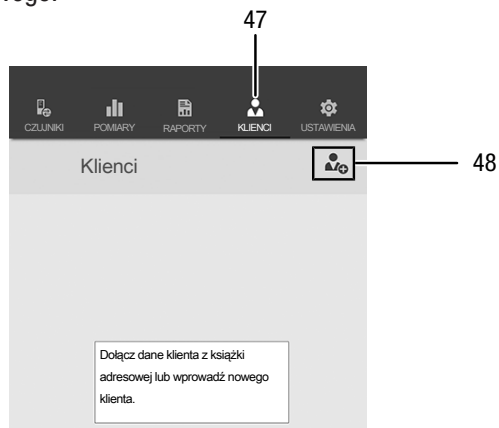 47
CZUJNIKI POMIARY RAPORTY KLIENCI USTAWIENIA
Klienci
48
Dołącz dane klienta z książki
adresowej lub wprowadź nowego
klienta.